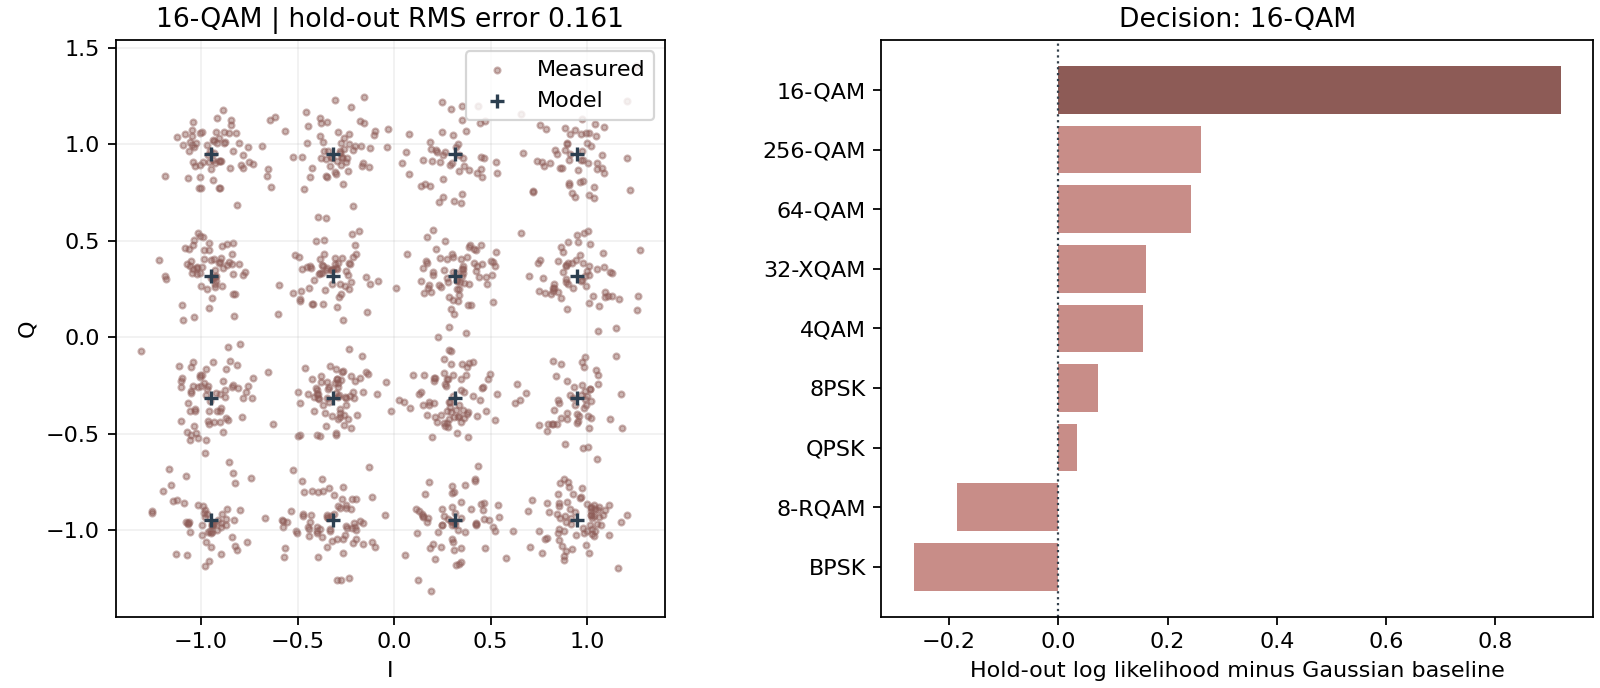 16-QAM | hold-out RMS error 0.161
Measured
Model
1.5
1.0
0.5
0.0
−0.5
−1.0
Q
−1.0
−0.5
0.0
0.5
1.0
I
Decision: 16-QAM
16-QAM
256-QAM
64-QAM
32-XQAM
4QAM
8PSK
QPSK
8-RQAM
BPSK
−0.2
0.0
0.2
0.4
0.6
0.8
Hold-out log likelihood minus Gaussian baseline